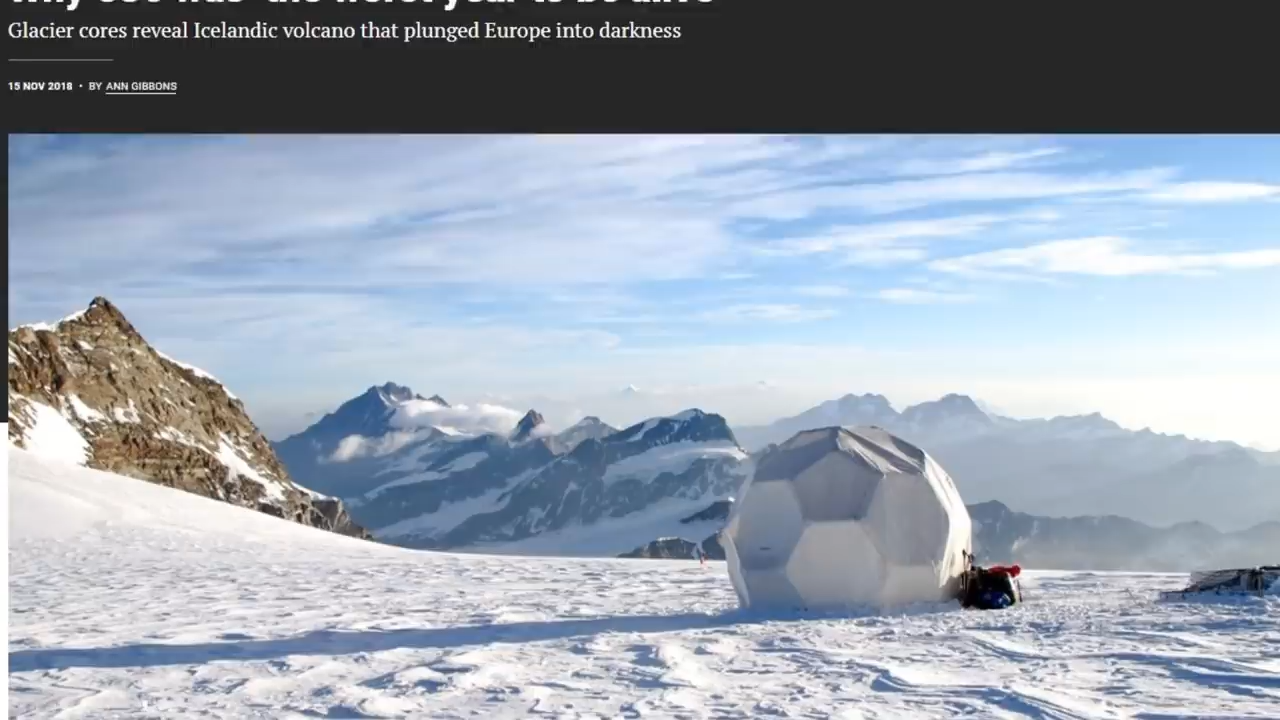 Glacier cores reveal Icelandic volcano that plunged Europe into darkness
15 NOV 2018 • BY ANN GIBBONS